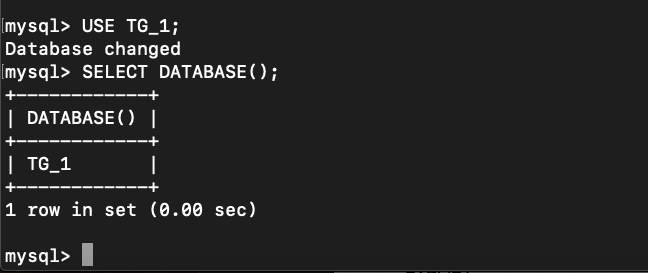 mysql> USE TG_1;
Database changed
mysql> SELECT DATABASE();
+------------+
| DATABASE() |
+------------+
| TG_1       |
+------------+
1 row in set (0.00 sec)
mysql>